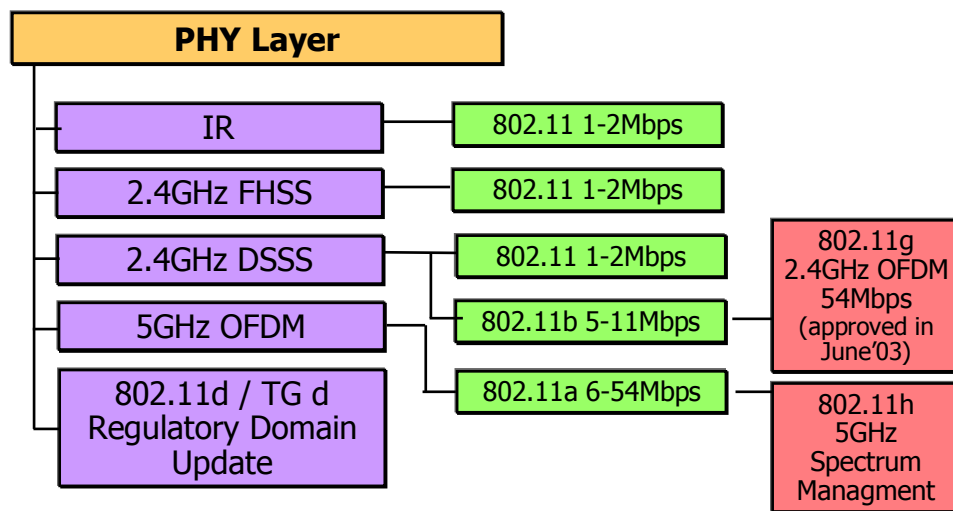 PHY Layer
IR
802.11 1-2Mbps
2.4GHz FHSS
802.11 1-2Mbps
2.4GHz DSSS
802.11 1-2Mbps
802.11b 5-11Mbps
802.11g
2.4GHz OFDM
54Mbps
(approved in
June'03)
5GHz OFDM
802.11a 6-54Mbps
802.11h
5GHz
Spectrum
Managment
802.11d / TG d
Regulatory Domain
Update